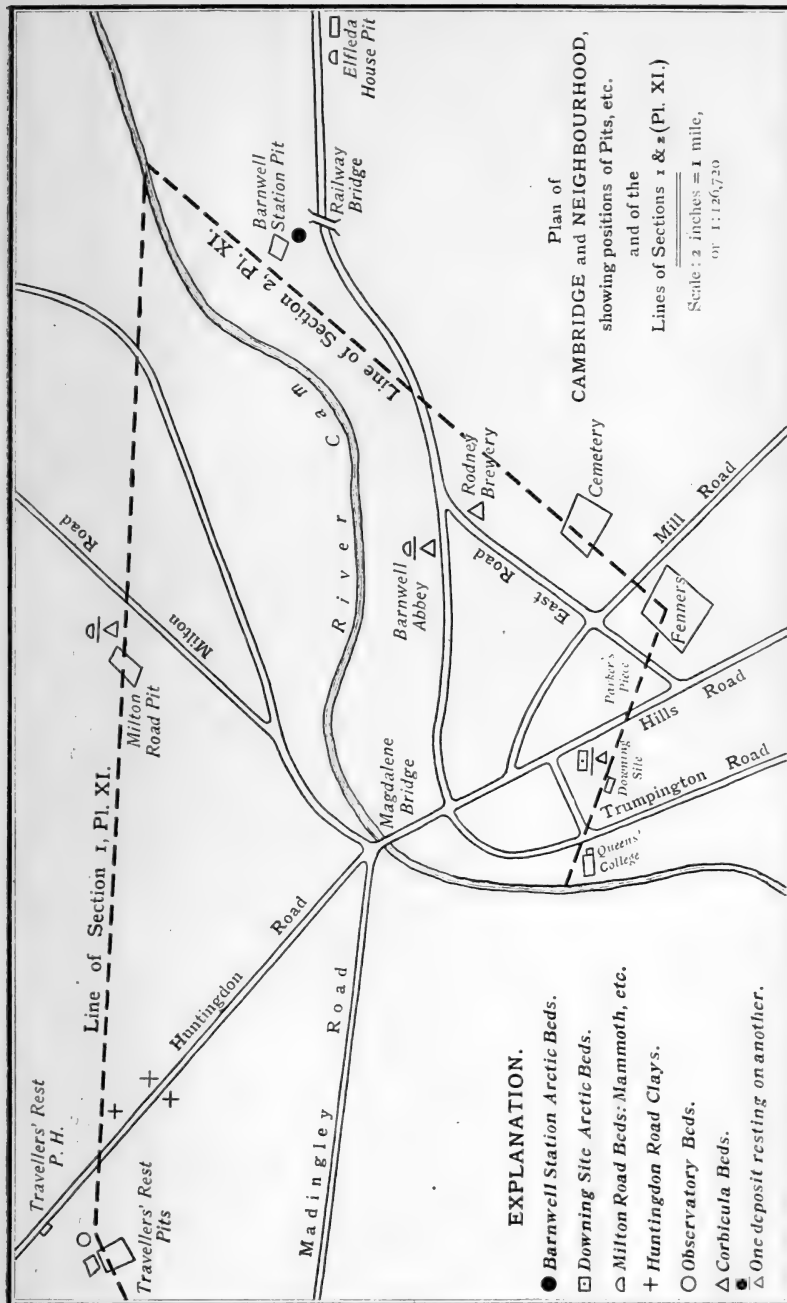 Plan of
CAMBRIDGE and NEIGHBOURHOOD,
showing positions of Pits, etc.
and of the
Lines of Sections 1 & 2 (Pl. XI.)
Scale: 2 inches = 1 mile,
or 1:126,720
Travellers' Rest
P. H.
Travellers' Rest
Pits
Line of Section 1, Pl. XI.
Huntingdon Road
Madingley Road
Milton
Road Pit
Milton Road
River Cam
Magdalene
Bridge
Barnwell
Abbey
Line of Section 2, Pl. XI.
Barnwell
Station Pit
Railway
Bridge
Elfleda
House Pit
Rodney
Brewery
East Road
Cemetery
Mill Road
Fenners
Parker's
Piece
Hills Road
Downing
Site
Trumpington Road
Queens'
College
EXPLANATION.
Barnwell Station Arctic Beds.
Downing Site Arctic Beds.
Milton Road Beds: Mammoth, etc.
Huntingdon Road Clays.
Observatory Beds.
Corbicula Beds.
One deposit resting on another.